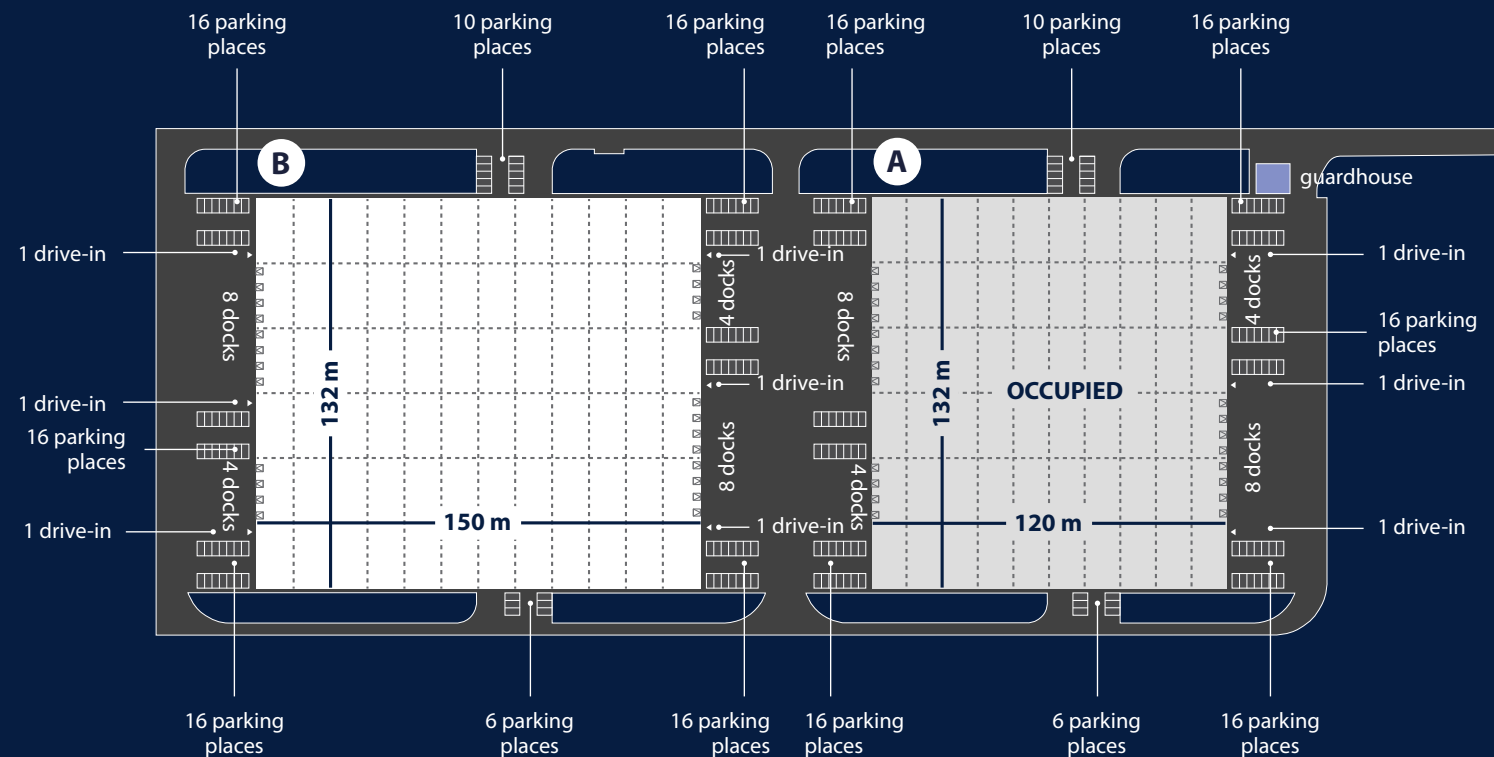 16 parking
places
10 parking
places
16 parking
places
16 parking
places
10 parking
places
16 parking
places
B
A
guardhouse
1 drive-in
1 drive-in
1 drive-in
4 docks
4 docks
8 docks
8 docks
16 parking
places
132 m
132 m
OCCUPIED
1 drive-in
1 drive-in
1 drive-in
16 parking
places
8 docks
8 docks
4 docks
4 docks
150 m
120 m
1 drive-in
1 drive-in
1 drive-in
16 parking
places
6 parking
places
16 parking
places
16 parking
places
6 parking
places
16 parking
places